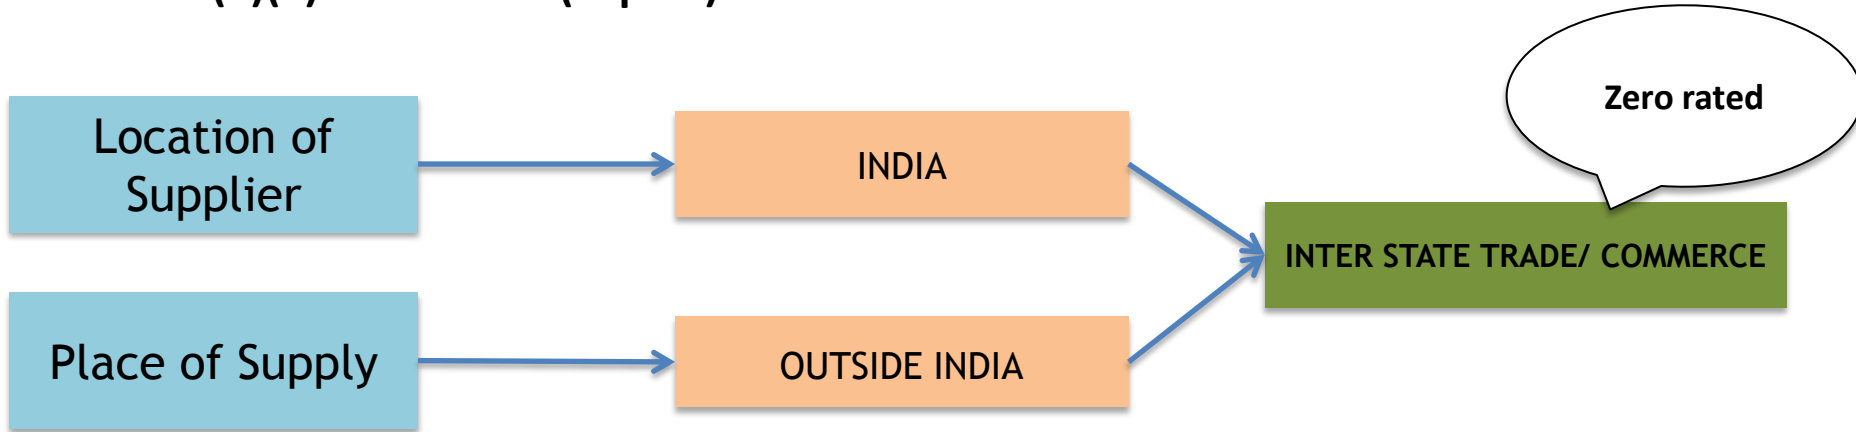 Zero rated
Location of
Supplier
INDIA
INTER STATE TRADE/ COMMERCE
Place of Supply
OUTSIDE INDIA